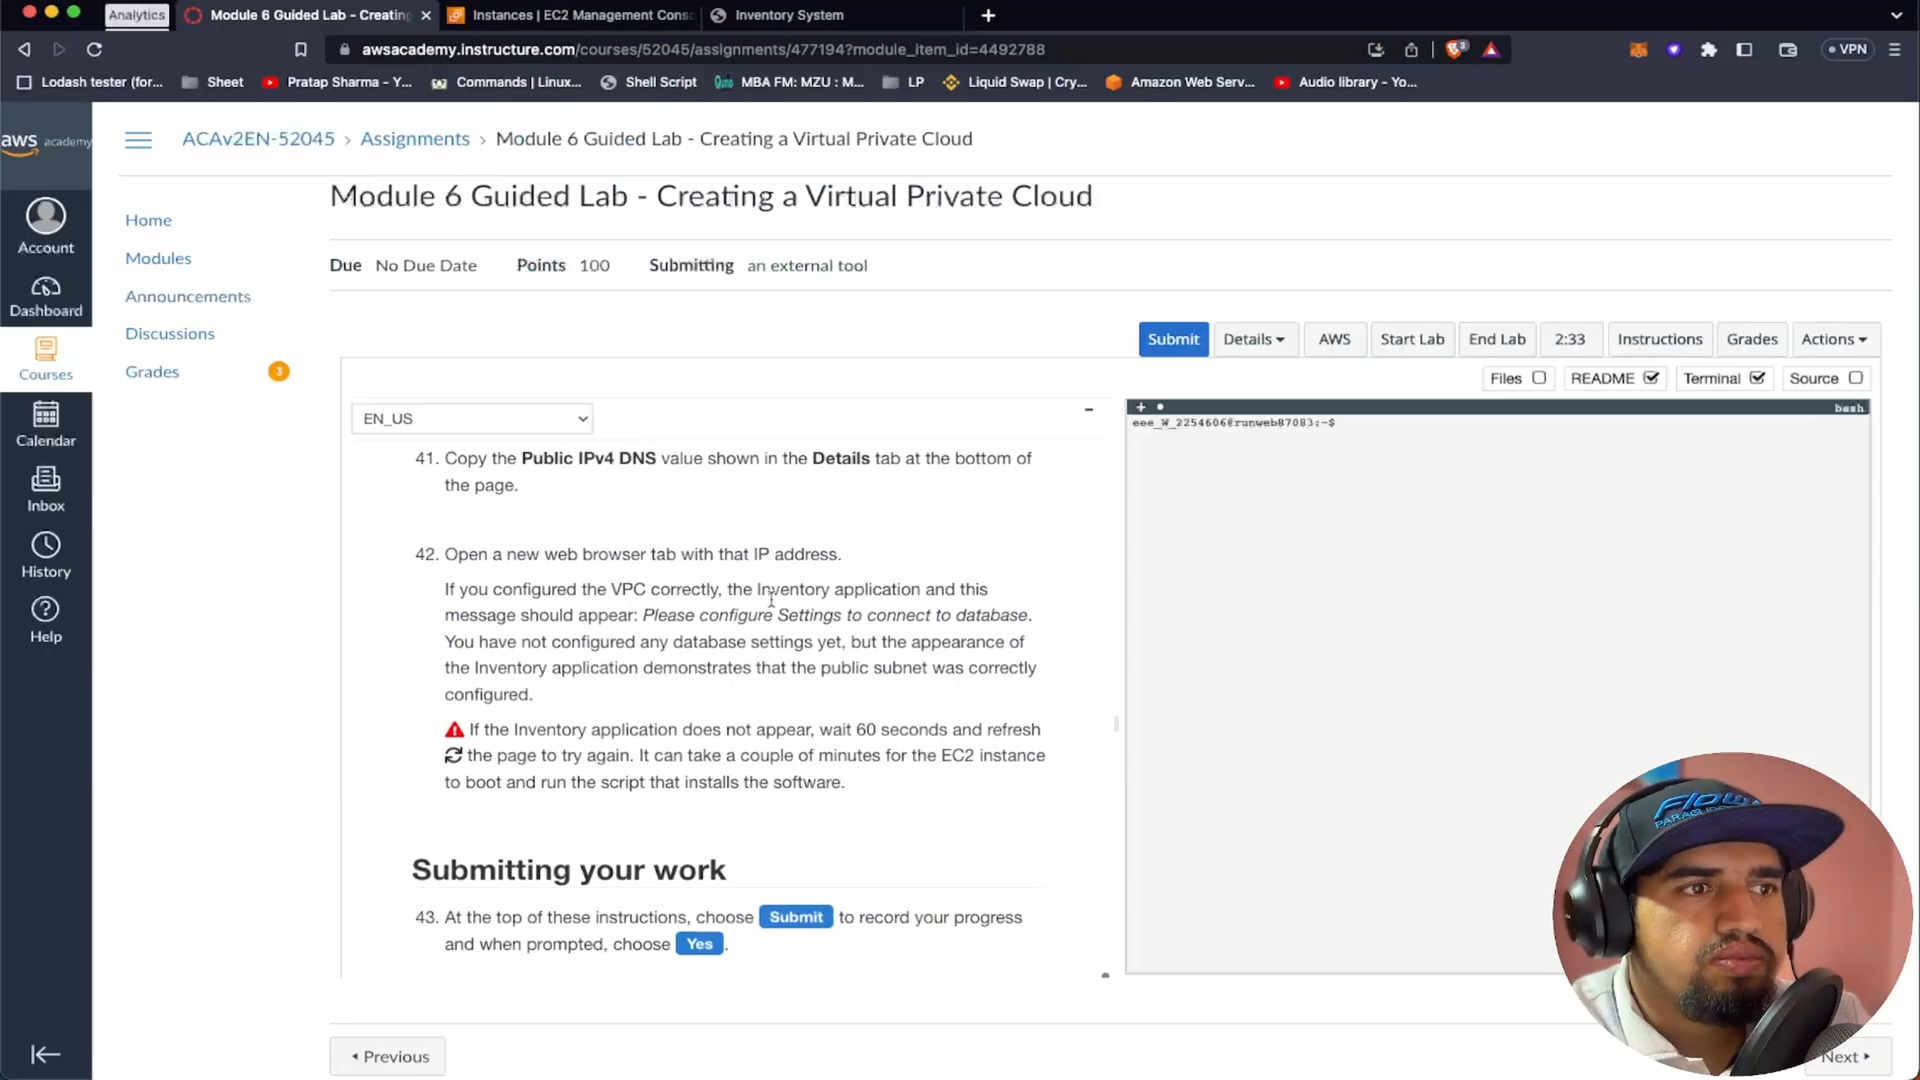 Analytics
Module 6 Guided Lab - Creating
Instances | EC2 Management Cons
Inventory System
awsacademy.instructure.com/courses/52045/assignments/477194?module_item_id=4492788
3
VPN
Lodash tester (for...
Sheet
Pratap Sharma - Y...
Commands | Linux...
Shell Script
MBA FM: MZU : M...
LP
Liquid Swap | Cry...
Amazon Web Serv...
Audio library - Yo...
aws academy
ACAv2EN-52045 › Assignments › Module 6 Guided Lab - Creating a Virtual Private Cloud
Account
Dashboard
Courses
Calendar
Inbox
History
Help
Home
Modules
Announcements
Discussions
Grades
3
Module 6 Guided Lab - Creating a Virtual Private Cloud
Due No Due Date Points 100 Submitting an external tool
Submit Details AWS Start Lab End Lab 2:33 Instructions Grades Actions
Files README Terminal Source
EN_US
41. Copy the Public IPv4 DNS value shown in the Details tab at the bottom of
the page.
42. Open a new web browser tab with that IP address.
If you configured the VPC correctly, the Inventory application and this
message should appear: Please configure Settings to connect to database.
You have not configured any database settings yet, but the appearance of
the Inventory application demonstrates that the public subnet was correctly
configured.
If the Inventory application does not appear, wait 60 seconds and refresh
the page to try again. It can take a couple of minutes for the EC2 instance
to boot and run the script that installs the software.
Submitting your work
43. At the top of these instructions, choose Submit to record your progress
and when prompted, choose Yes.
bash
eee_W_2254606@runweb87083:~$
Previous
Next